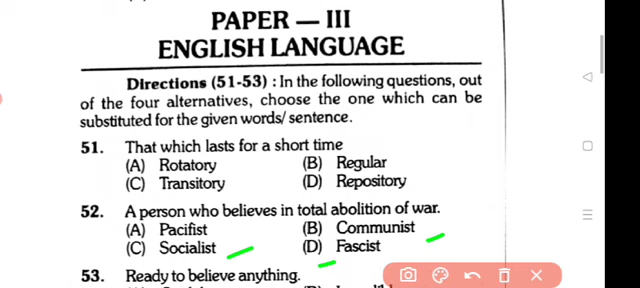 PAPER — III
ENGLISH LANGUAGE
Directions (51-53) : In the following questions, out
of the four alternatives, choose the one which can be
substituted for the given words/ sentence.
51. That which lasts for a short time
(A) Rotatory (B) Regular
(C) Transitory (D) Repository
52. A person who believes in total abolition of war.
(A) Pacifist (B) Communist
(C) Socialist (D) Fascist
53. Ready to believe anything.